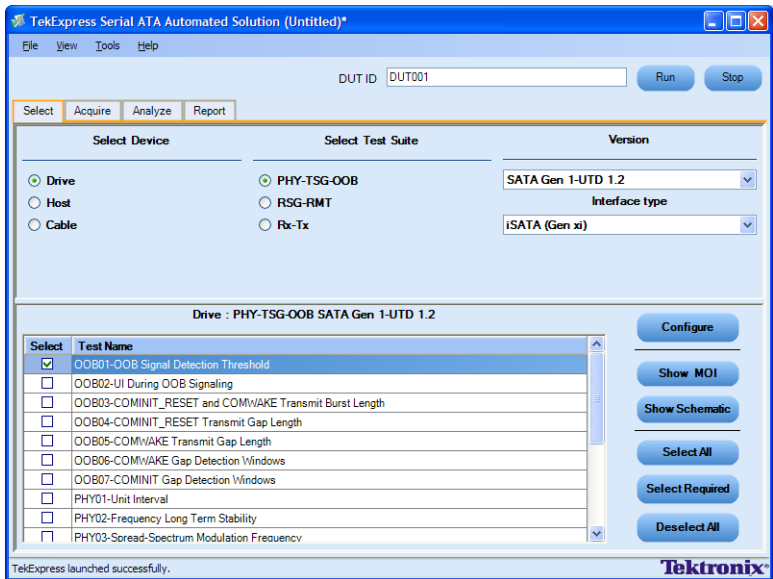 TekExpress Serial ATA Automated Solution (Untitled)*
File View Tools Help
DUT ID DUT001 Run Stop
Select Acquire Analyze Report
Select Device Select Test Suite Version
Drive PHY-TSG-OOB SATA Gen 1-UTD 1.2
Host RSG-RMT Interface type
Cable Rx-Tx iSATA (Gen xi)
Drive : PHY-TSG-OOB SATA Gen 1-UTD 1.2
Configure
Select Test Name
OOB01-OOB Signal Detection Threshold
Show MOI
OOB02-UI During OOB Signaling
OOB03-COMINIT_RESET and COMWAKE Transmit Burst Length
Show Schematic
OOB04-COMINIT_RESET Transmit Gap Length
OOB05-COMWAKE Transmit Gap Length
Select All
OOB06-COMWAKE Gap Detection Windows
OOB07-COMINIT Gap Detection Windows
Select Required
PHY01-Unit Interval
PHY02-Frequency Long Term Stability
Deselect All
PHY03-Spread-Spectrum Modulation Frequency
TekExpress launched successfully.
Tektronix